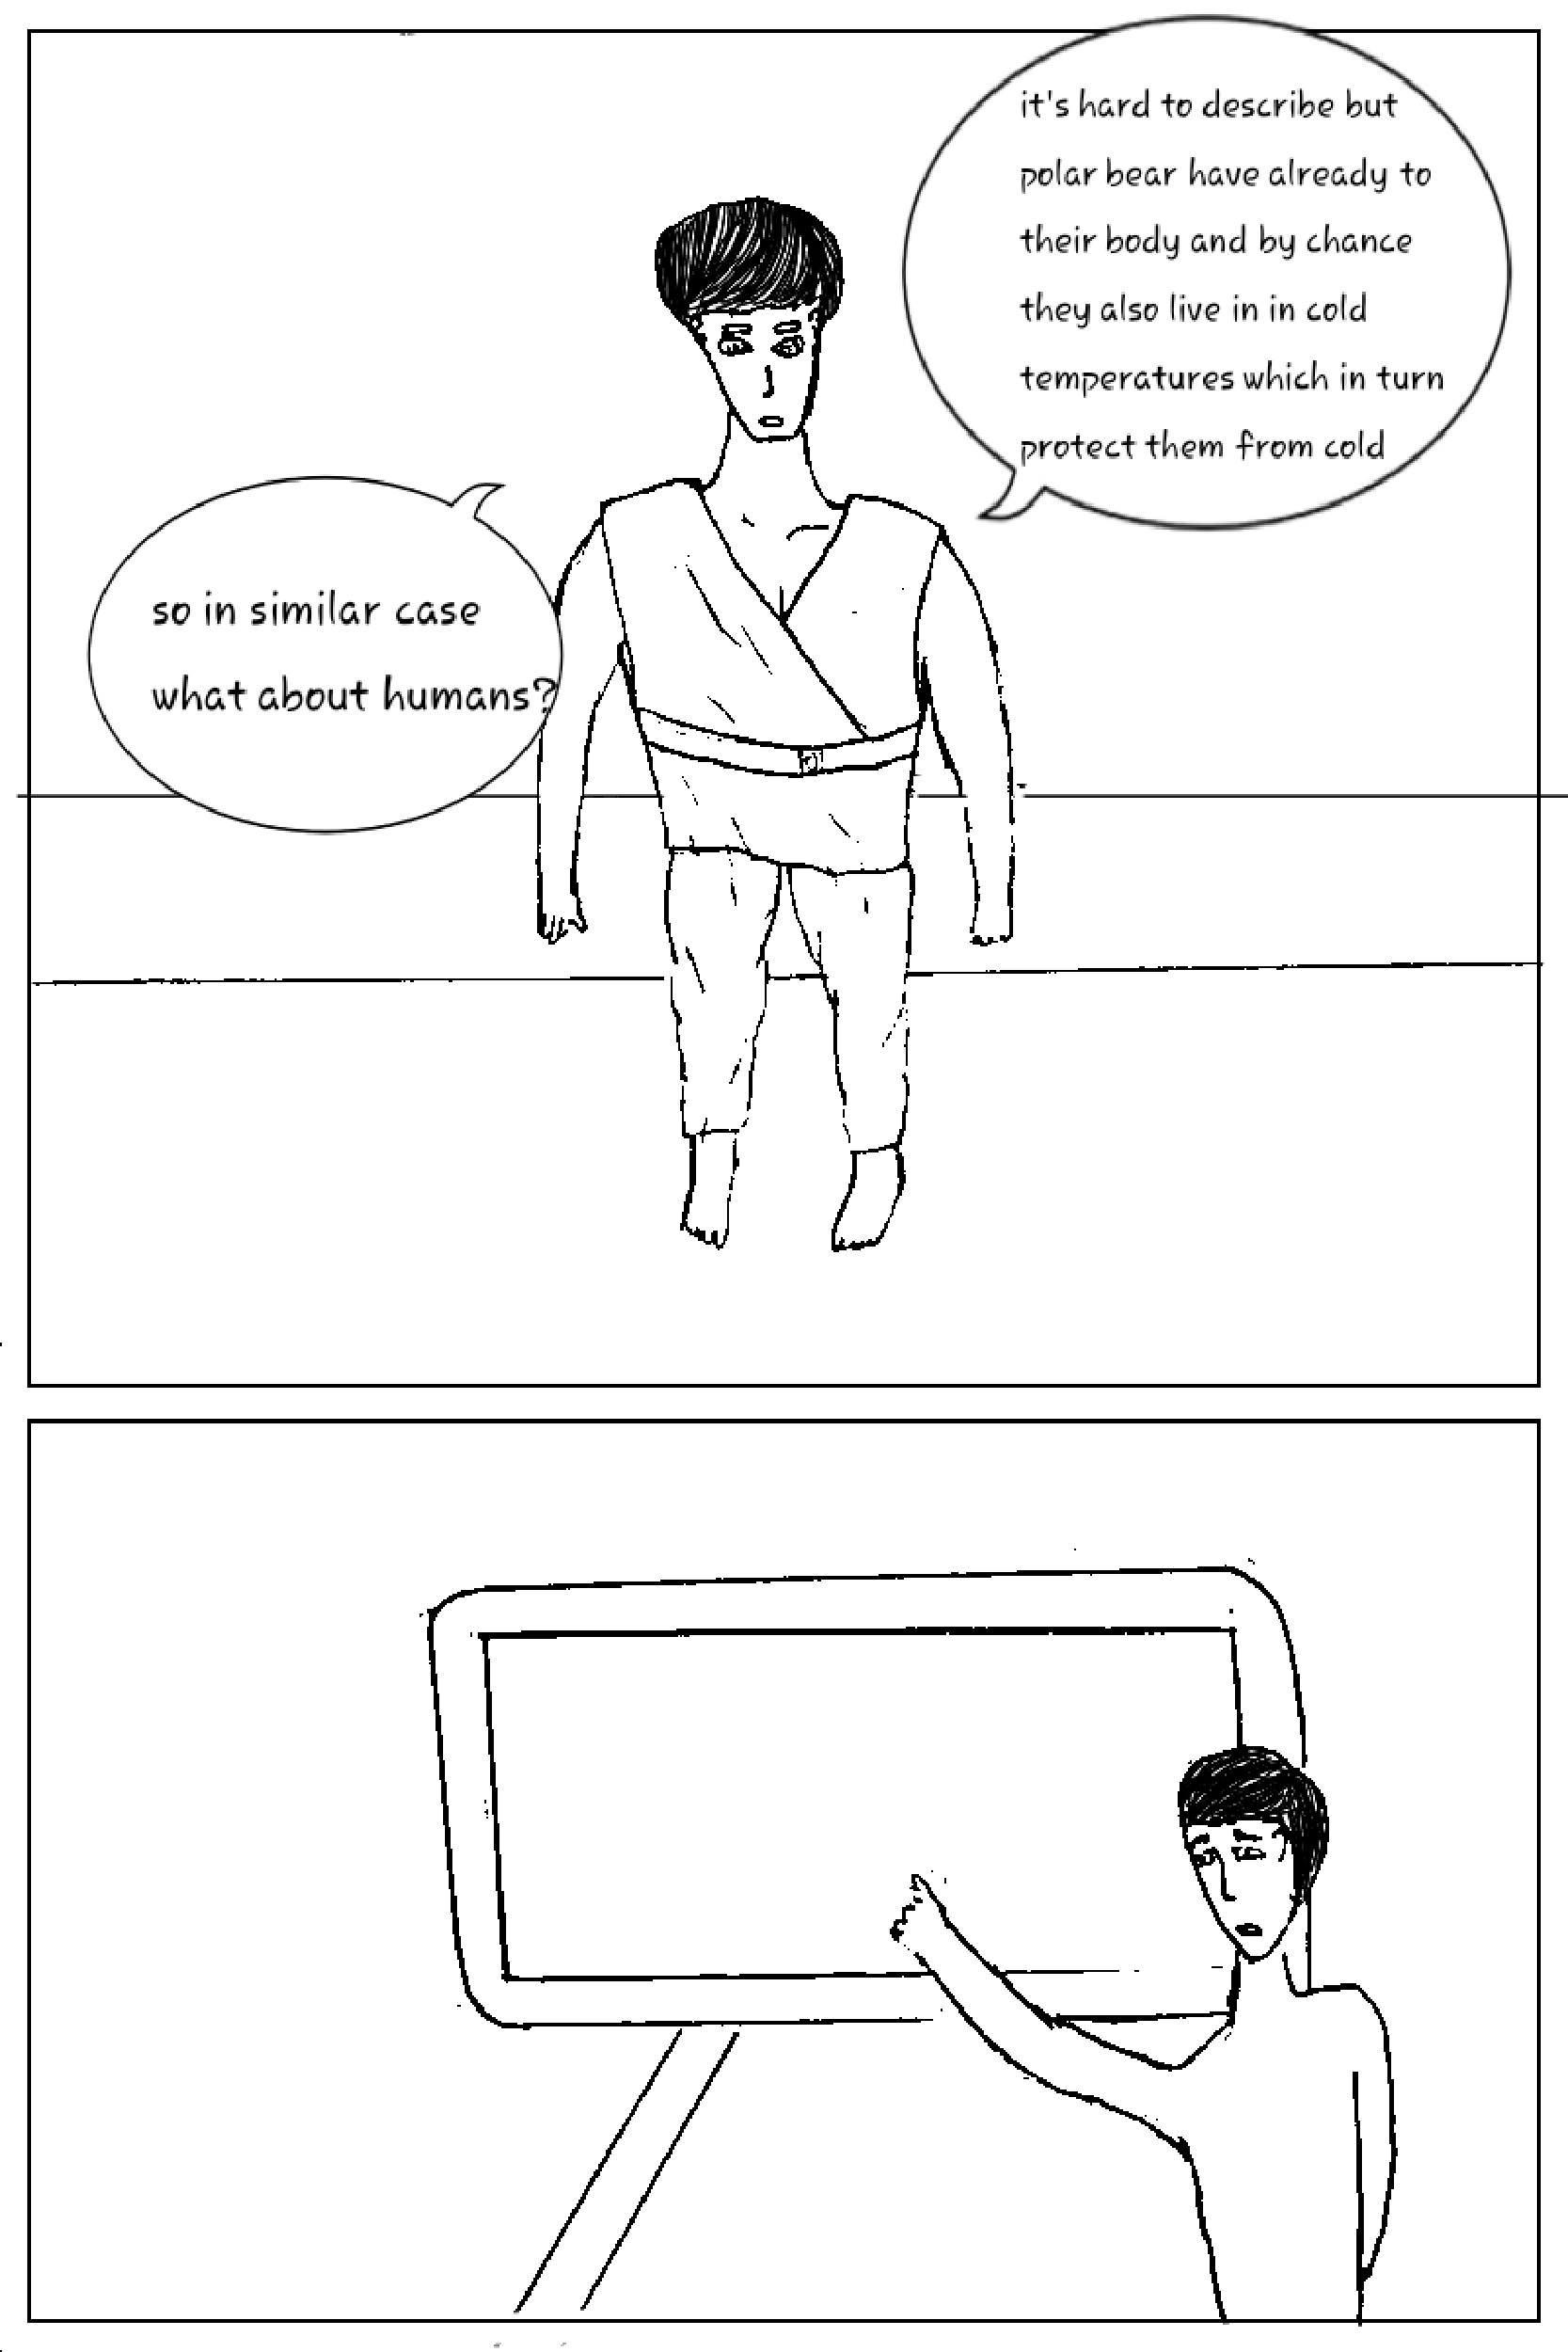 it's hard to describe but
polar bear have already to
their body and by chance
they also live in in cold
temperatures which in turn
protect them from cold
so in similar case
what about humans?